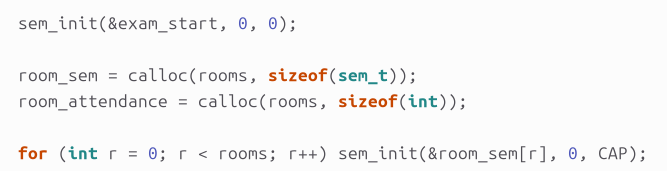 sem_init(&exam_start, 0, 0);
room_sem = calloc(rooms, sizeof(sem_t));
room_attendance = calloc(rooms, sizeof(int));
for (int r = 0; r < rooms; r++) sem_init(&room_sem[r], 0, CAP);